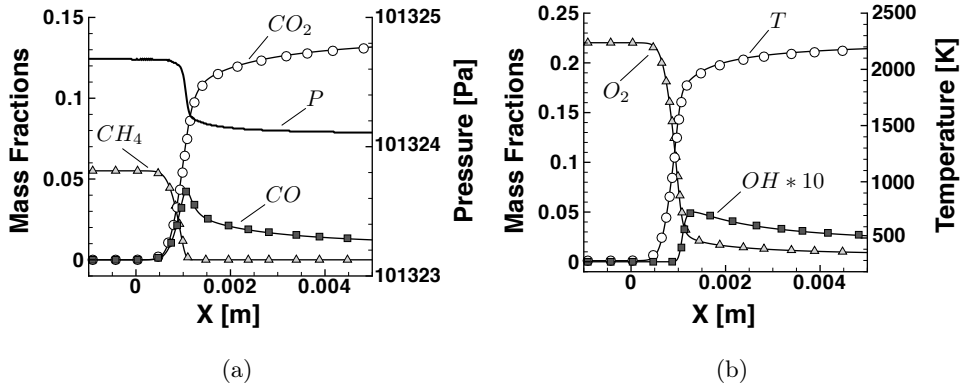 0.15
0.1
0.05
0
Mass Fractions
CO₂
P
CH₄
CO
101325
101324
101323
Pressure [Pa]
0 0.002 0.004
X [m]
(a)
0.25
0.2
0.15
0.1
0.05
0
Mass Fractions
T
O₂
OH * 10
2500
2000
1500
1000
500
Temperature [K]
0 0.002 0.004
X [m]
(b)